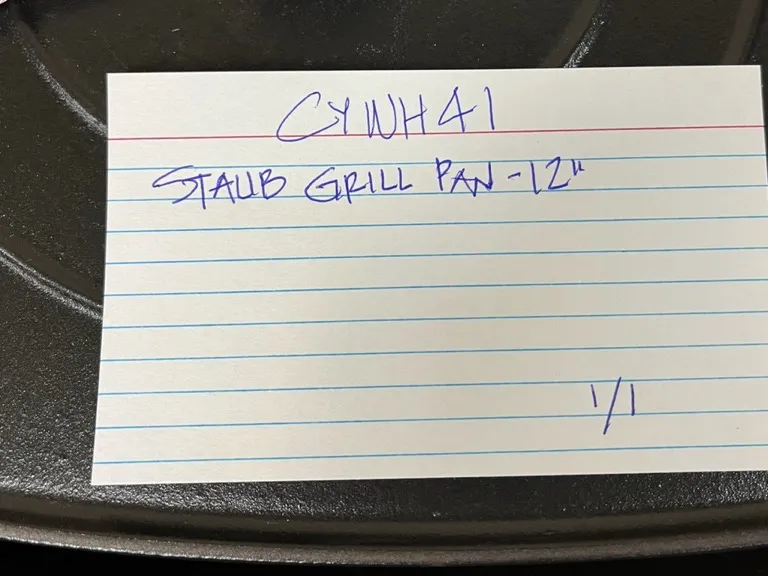 CYWH41
STAUB GRILL PAN - 12"
1/1